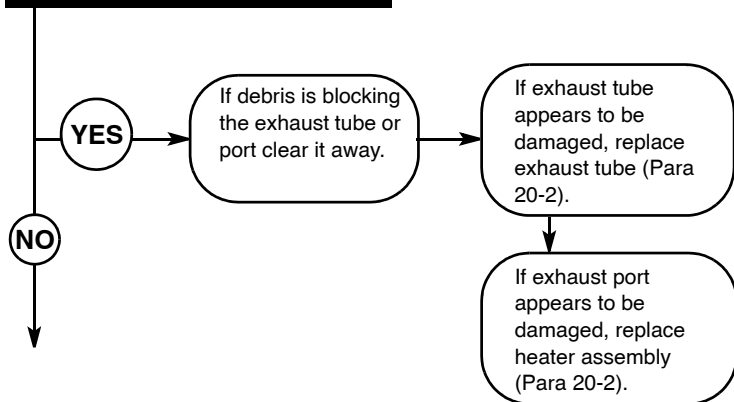 YES
If debris is blocking
the exhaust tube or
port clear it away.
If exhaust tube
appears to be
damaged, replace
exhaust tube (Para
20-2).
NO
If exhaust port
appears to be
damaged, replace
heater assembly
(Para 20-2).